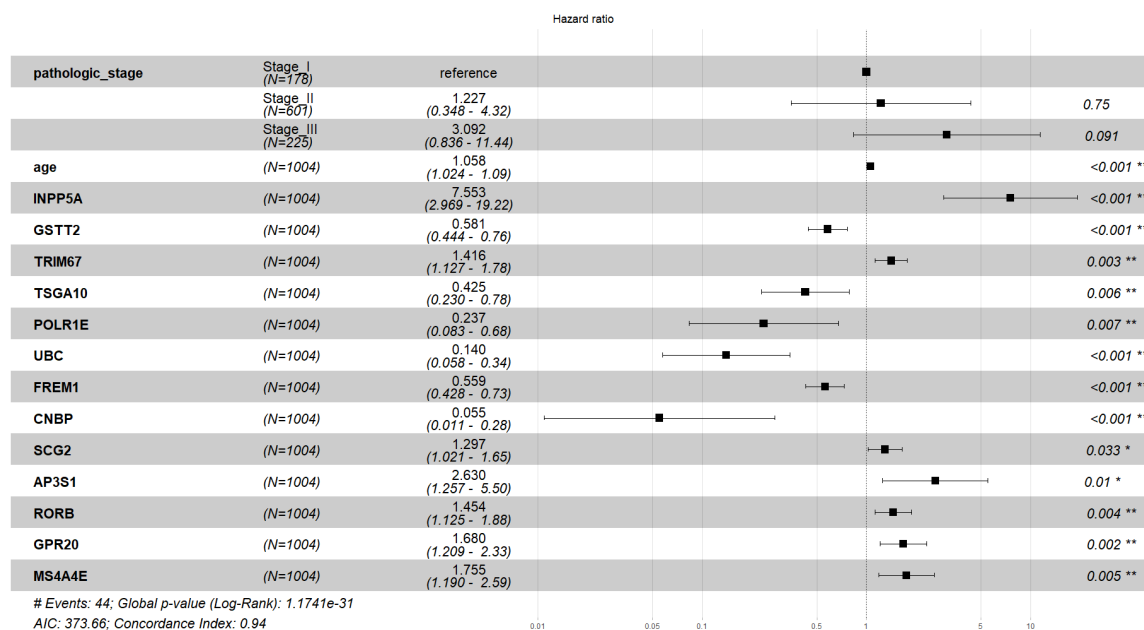 Hazard ratio
pathologic_stage Stage_I (N=178) reference
Stage_II (N=601) 1.227 (0.348 - 4.32) 0.75
Stage_III (N=225) 3.092 (0.836 - 11.44) 0.091
age (N=1004) 1.058 (1.024 - 1.09) <0.001 **
INPP5A (N=1004) 7.553 (2.969 - 19.22) <0.001 **
GSTT2 (N=1004) 0.581 (0.444 - 0.76) <0.001 **
TRIM67 (N=1004) 1.416 (1.127 - 1.78) 0.003 **
TSGA10 (N=1004) 0.425 (0.230 - 0.78) 0.006 **
POLR1E (N=1004) 0.237 (0.083 - 0.68) 0.007 **
UBC (N=1004) 0.140 (0.058 - 0.34) <0.001 **
FREM1 (N=1004) 0.559 (0.428 - 0.73) <0.001 **
CNBP (N=1004) 0.055 (0.011 - 0.28) <0.001 **
SCG2 (N=1004) 1.297 (1.021 - 1.65) 0.033 *
AP3S1 (N=1004) 2.630 (1.257 - 5.50) 0.01 *
RORB (N=1004) 1.454 (1.125 - 1.88) 0.004 **
GPR20 (N=1004) 1.680 (1.209 - 2.33) 0.002 **
MS4A4E (N=1004) 1.755 (1.190 - 2.59) 0.005 **
# Events: 44; Global p-value (Log-Rank): 1.1741e-31
AIC: 373.66; Concordance Index: 0.94
0.01 0.05 0.1 0.5 1 5 10